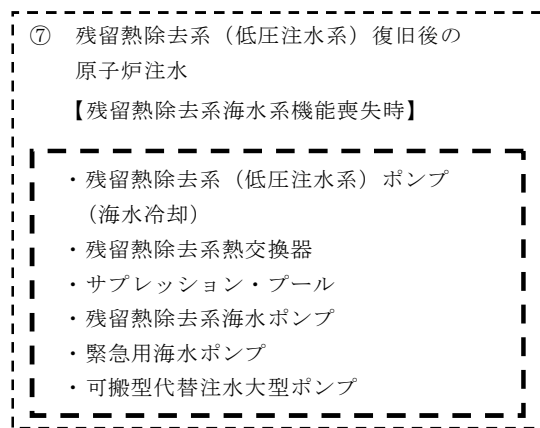 ⑦　残留熱除去系（低圧注水系）復旧後の
原子炉注水
【残留熱除去系海水系機能喪失時】
・残留熱除去系（低圧注水系）ポンプ
（海水冷却）
・残留熱除去系熱交換器
・サプレッション・プール
・残留熱除去系海水ポンプ
・緊急用海水ポンプ
・可搬型代替注水大型ポンプ